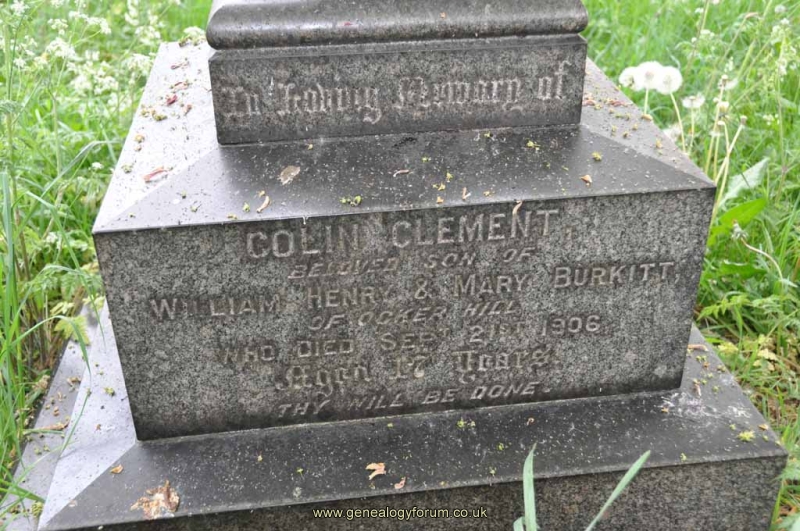 In Loving Memory of
COLIN CLEMENT,
BELOVED SON OF
WILLIAM HENRY & MARY BURKITT,
OF OCKER HILL,
WHO DIED SEPT 21ST 1906,
Aged 17 Years.
THY WILL BE DONE.
www.genealogyforum.co.uk